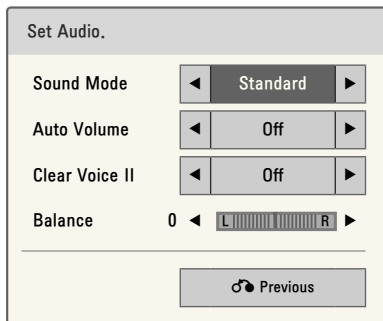 Set Audio.
Sound Mode ◀ Standard ▶
Auto Volume ◀ Off ▶
Clear Voice II ◀ Off ▶
Balance 0 ◀ L R ▶
Previous